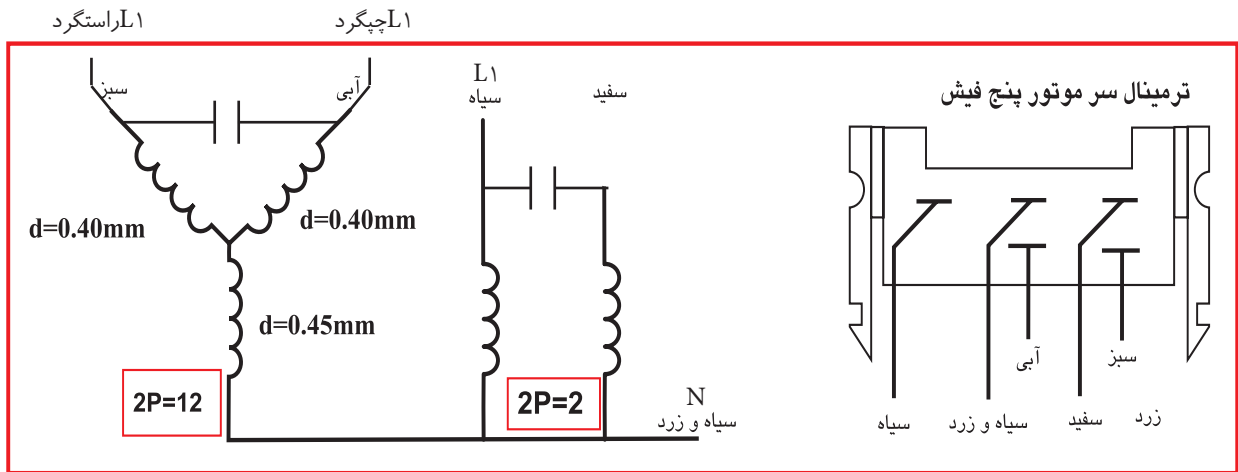 L۱راستگرد
L۱چپگرد
سبز
آبی
L۱
سیاه
سفید
d=0.40mm
d=0.40mm
d=0.45mm
2P=12
2P=2
N
سیاه و زرد
ترمینال سر موتور پنج فیش
آبی
سبز
سیاه
سیاه و زرد
سفید
زرد